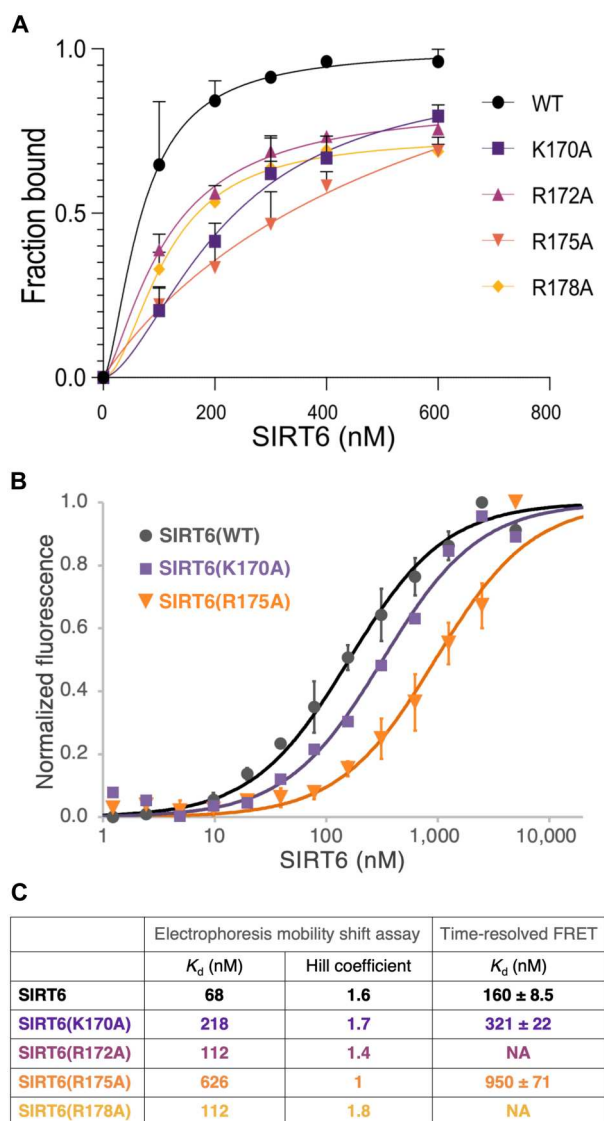 A
Fraction bound
1.0
0.5
0.0
0 200 400 600 800
SIRT6 (nM)
WT
K170A
R172A
R175A
R178A
B
Normalized fluorescence
1.0
0.8
0.6
0.4
0.2
0.0
SIRT6(WT)
SIRT6(K170A)
SIRT6(R175A)
1 10 100 1,000 10,000
SIRT6 (nM)
C
Electrophoresis mobility shift assay Time-resolved FRET
Kd (nM) Hill coefficient Kd (nM)
SIRT6 68 1.6 160 ± 8.5
SIRT6(K170A) 218 1.7 321 ± 22
SIRT6(R172A) 112 1.4 NA
SIRT6(R175A) 626 1 950 ± 71
SIRT6(R178A) 112 1.8 NA